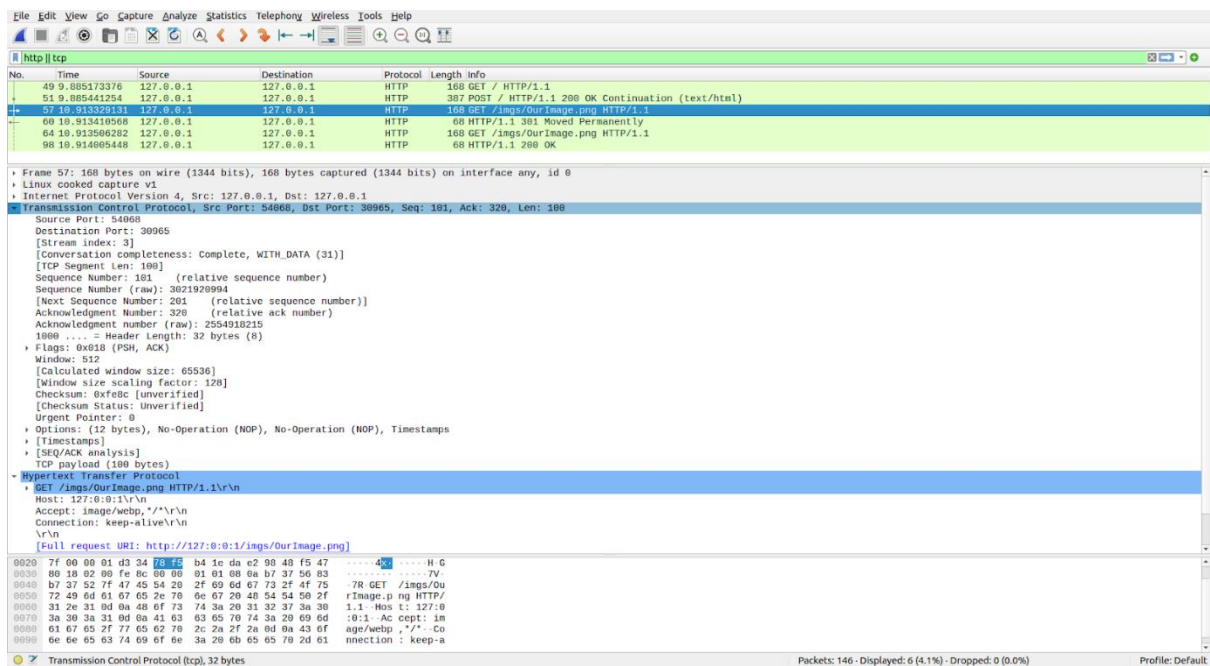 File Edit View Go Capture Analyze Statistics Telephony Wireless Tools Help
http || tcp
No. Time Source Destination Protocol Length Info
49 9.885173376 127.0.0.1 127.0.0.1 HTTP 168 GET / HTTP/1.1
51 9.885441254 127.0.0.1 127.0.0.1 HTTP 387 POST / HTTP/1.1 200 OK Continuation (text/html)
57 10.913329131 127.0.0.1 127.0.0.1 HTTP 168 GET /imgs/OurImage.png HTTP/1.1
60 10.913410568 127.0.0.1 127.0.0.1 HTTP 68 HTTP/1.1 301 Moved Permanently
64 10.913506282 127.0.0.1 127.0.0.1 HTTP 168 GET /imgs/OurImage.png HTTP/1.1
98 10.914005448 127.0.0.1 127.0.0.1 HTTP 68 HTTP/1.1 200 OK
Frame 57: 168 bytes on wire (1344 bits), 168 bytes captured (1344 bits) on interface any, id 0
Linux cooked capture v1
Internet Protocol Version 4, Src: 127.0.0.1, Dst: 127.0.0.1
Transmission Control Protocol, Src Port: 54068, Dst Port: 30965, Seq: 101, Ack: 320, Len: 100
Source Port: 54068
Destination Port: 30965
[Stream index: 3]
[Conversation completeness: Complete, WITH_DATA (31)]
[TCP Segment Len: 100]
Sequence Number: 101 (relative sequence number)
Sequence Number (raw): 3021920994
[Next Sequence Number: 201 (relative sequence number)]
Acknowledgment Number: 320 (relative ack number)
Acknowledgment number (raw): 2554918215
1000 .... = Header Length: 32 bytes (8)
Flags: 0x018 (PSH, ACK)
Window: 512
[Calculated window size: 65536]
[Window size scaling factor: 128]
Checksum: 0xfe8c [unverified]
[Checksum Status: Unverified]
Urgent Pointer: 0
Options: (12 bytes), No-Operation (NOP), No-Operation (NOP), Timestamps
[Timestamps]
[SEQ/ACK analysis]
TCP payload (100 bytes)
Hypertext Transfer Protocol
GET /imgs/OurImage.png HTTP/1.1\r\n
Host: 127:0:0:1\r\n
Accept: image/webp,*/*\r\n
Connection: keep-alive\r\n
\r\n
[Full request URI: http://127:0:0:1/imgs/OurImage.png]
0020 7f 00 00 01 d3 34 78 f5 b4 1e da e2 98 48 f5 47 ·····4x· ·····H·G
0030 80 18 02 00 fe 8c 00 00 01 01 08 0a b7 37 56 83 ········ ·····7V·
0040 b7 37 52 7f 47 45 54 20 2f 69 6d 67 73 2f 4f 75 ·7R·GET /imgs/Ou
0050 72 49 6d 61 67 65 2e 70 6e 67 20 48 54 54 50 2f rImage.p ng HTTP/
0060 31 2e 31 0d 0a 48 6f 73 74 3a 20 31 32 37 3a 30 1.1··Hos t: 127:0
0070 3a 30 3a 31 0d 0a 41 63 63 65 70 74 3a 20 69 6d :0:1··Ac cept: im
0080 61 67 65 2f 77 65 62 70 2c 2a 2f 2a 0d 0a 43 6f age/webp ,*/*··Co
0090 6e 6e 65 63 74 69 6f 6e 3a 20 6b 65 65 70 2d 61 nnection : keep-a
Transmission Control Protocol (tcp), 32 bytes Packets: 146 · Displayed: 6 (4.1%) · Dropped: 0 (0.0%) Profile: Default